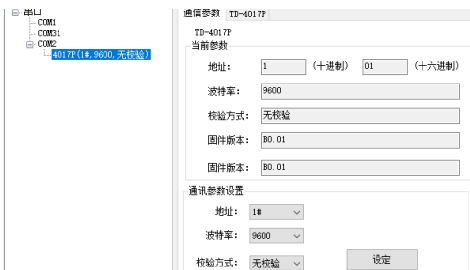 串口
COM1
COM31
COM2
4017P(1#,9600,无校验)
通信参数 TD-4017P
TD-4017P
当前参数
地址: 1 (十进制) 01 (十六进制)
波特率: 9600
校验方式: 无校验
固件版本: B0.01
固件版本: B0.01
通讯参数设置
地址: 1#
波特率: 9600
校验方式: 无校验 设定